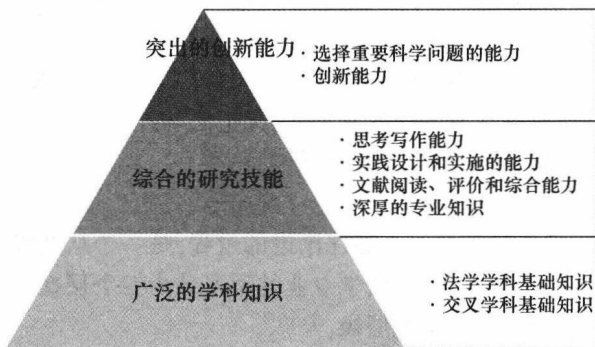 突出的创新能力
· 选择重要科学问题的能力
· 创新能力
综合的研究技能
· 思考写作能力
· 实践设计和实施的能力
· 文献阅读、评价和综合能力
· 深厚的专业知识
广泛的学科知识
· 法学学科基础知识
· 交叉学科基础知识